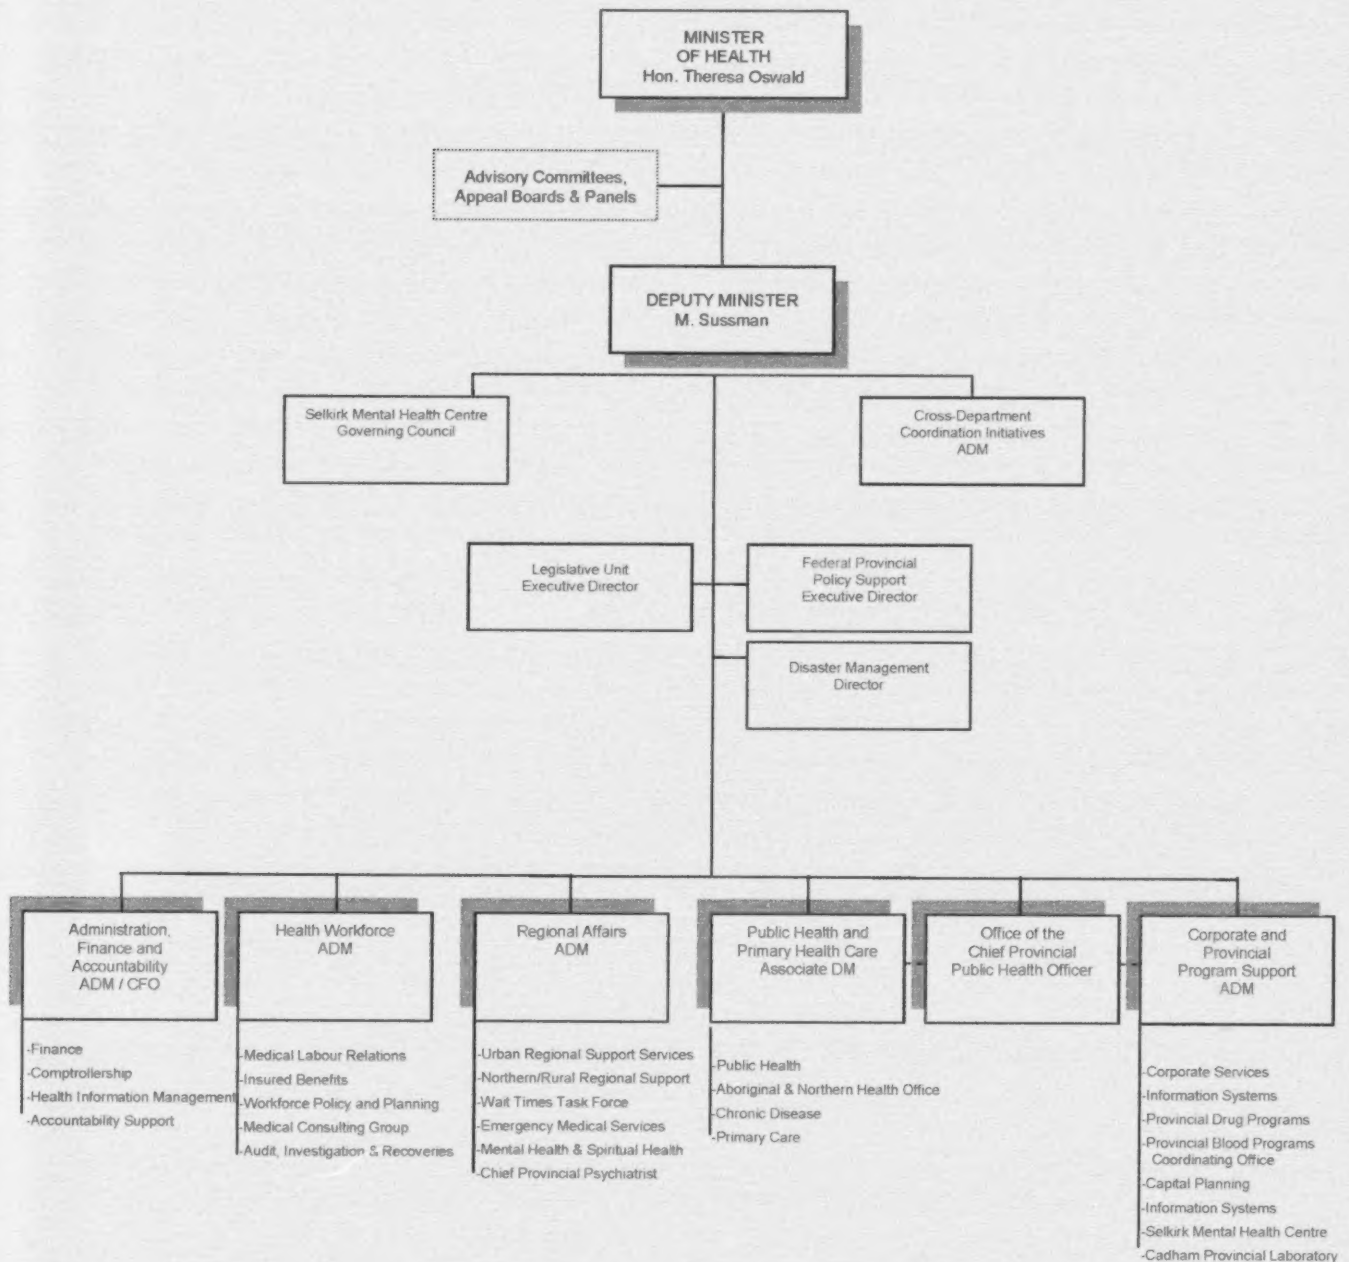 MINISTER
OF HEALTH
Hon. Theresa Oswald
Advisory Committees,
Appeal Boards & Panels
DEPUTY MINISTER
M. Sussman
Selkirk Mental Health Centre
Governing Council
Cross-Department
Coordination Initiatives
ADM
Legislative Unit
Executive Director
Federal Provincial
Policy Support
Executive Director
Disaster Management
Director
Administration,
Finance and
Accountability
ADM / CFO
-Finance
-Comptrollership
-Health Information Management
-Accountability Support
Health Workforce
ADM
-Medical Labour Relations
-Insured Benefits
-Workforce Policy and Planning
-Medical Consulting Group
-Audit, Investigation & Recoveries
Regional Affairs
ADM
-Urban Regional Support Services
-Northern/Rural Regional Support
-Wait Times Task Force
-Emergency Medical Services
-Mental Health & Spiritual Health
-Chief Provincial Psychiatrist
Public Health and
Primary Health Care
Associate DM
-Public Health
-Aboriginal & Northern Health Office
-Chronic Disease
-Primary Care
Office of the
Chief Provincial
Public Health Officer
Corporate and
Provincial
Program Support
ADM
-Corporate Services
-Information Systems
-Provincial Drug Programs
-Provincial Blood Programs
Coordinating Office
-Capital Planning
-Information Systems
-Selkirk Mental Health Centre
-Cadham Provincial Laboratory